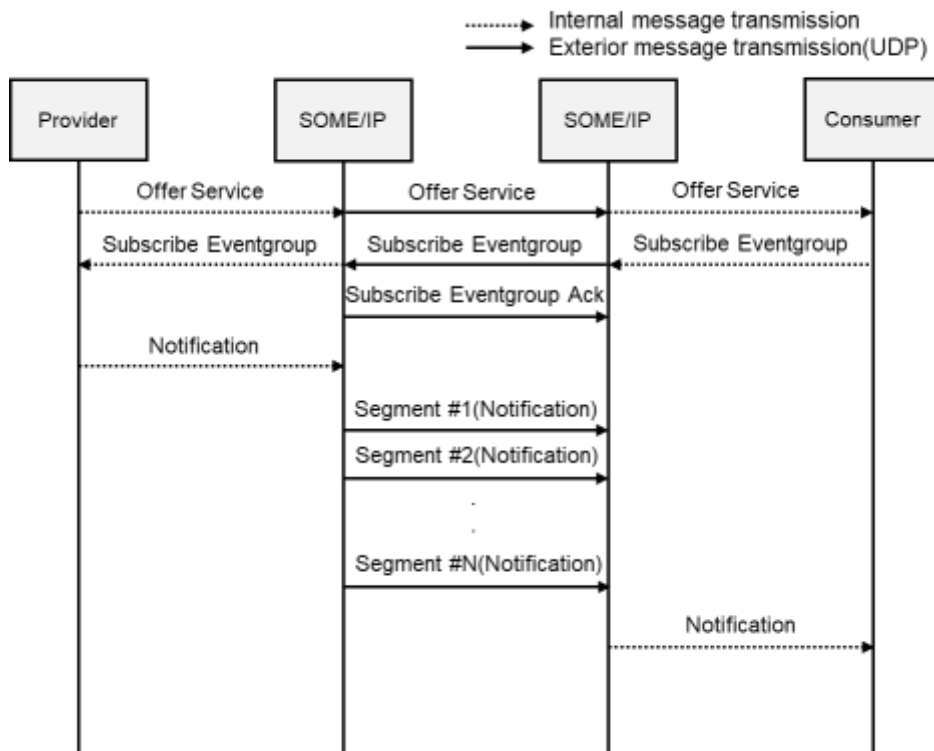 Internal message transmission
Exterior message transmission(UDP)
Provider
SOME/IP
SOME/IP
Consumer
Offer Service
Offer Service
Offer Service
Subscribe Eventgroup
Subscribe Eventgroup
Subscribe Eventgroup
Subscribe Eventgroup Ack
Notification
Segment #1(Notification)
Segment #2(Notification)
.
.
Segment #N(Notification)
Notification